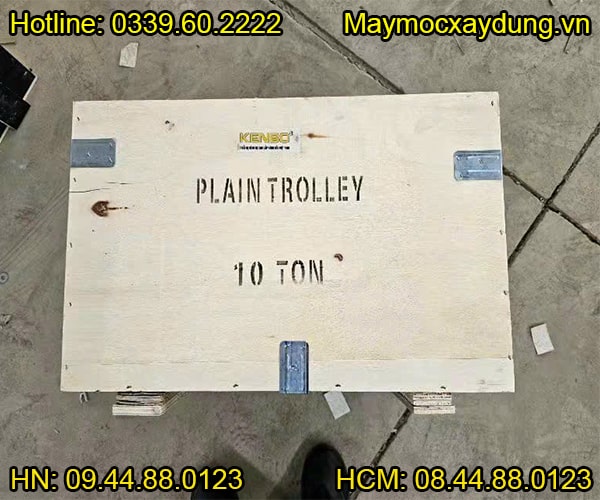 Hotline: 0339.60.2222
Maymocxaydung.vn
KENBO
PLAIN TROLLEY
10 TON
HN: 09.44.88.0123
HCM: 08.44.88.0123